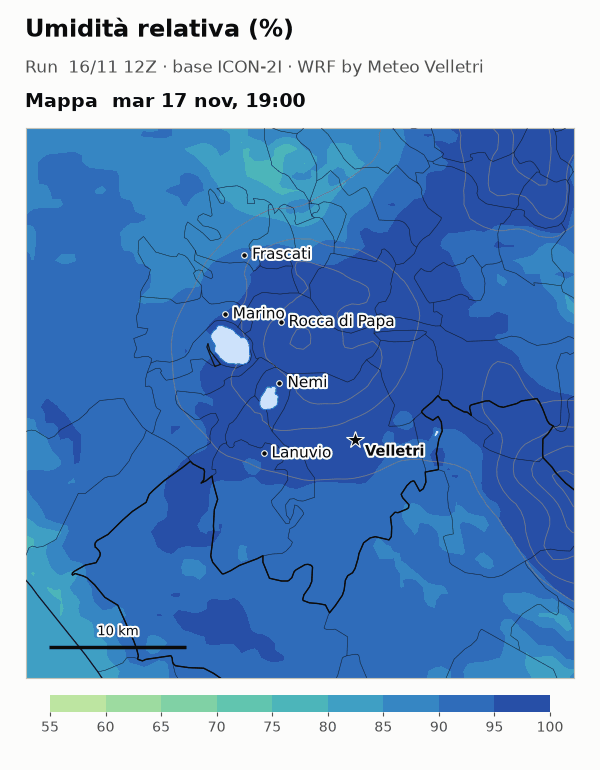 Umidità relativa (%)
Run  16/11 12Z · base ICON-2I · WRF by Meteo Velletri
Mappa  mar 17 nov, 19:00
Frascati
Marino
Rocca di Papa
Nemi
Lanuvio
Velletri
10 km
55 60 65 70 75 80 85 90 95 100